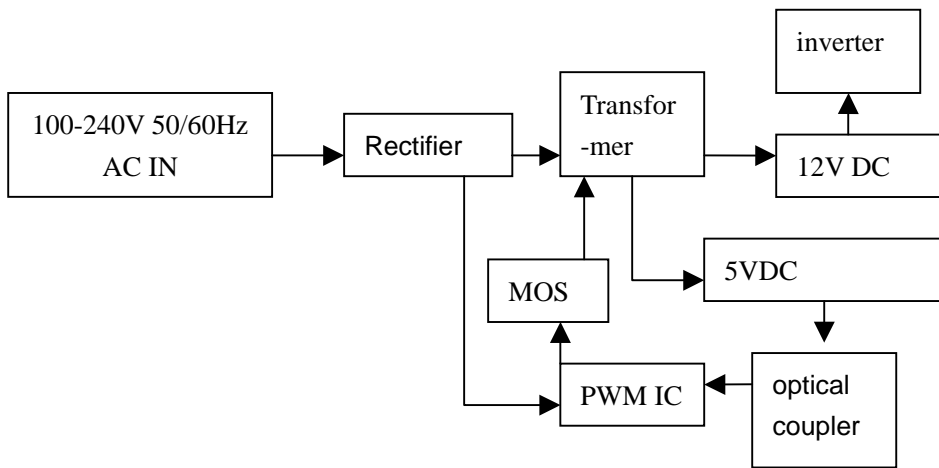 inverter
100-240V 50/60Hz
AC IN
Rectifier
Transfor
-mer
12V DC
MOS
5VDC
PWM IC
optical
coupler